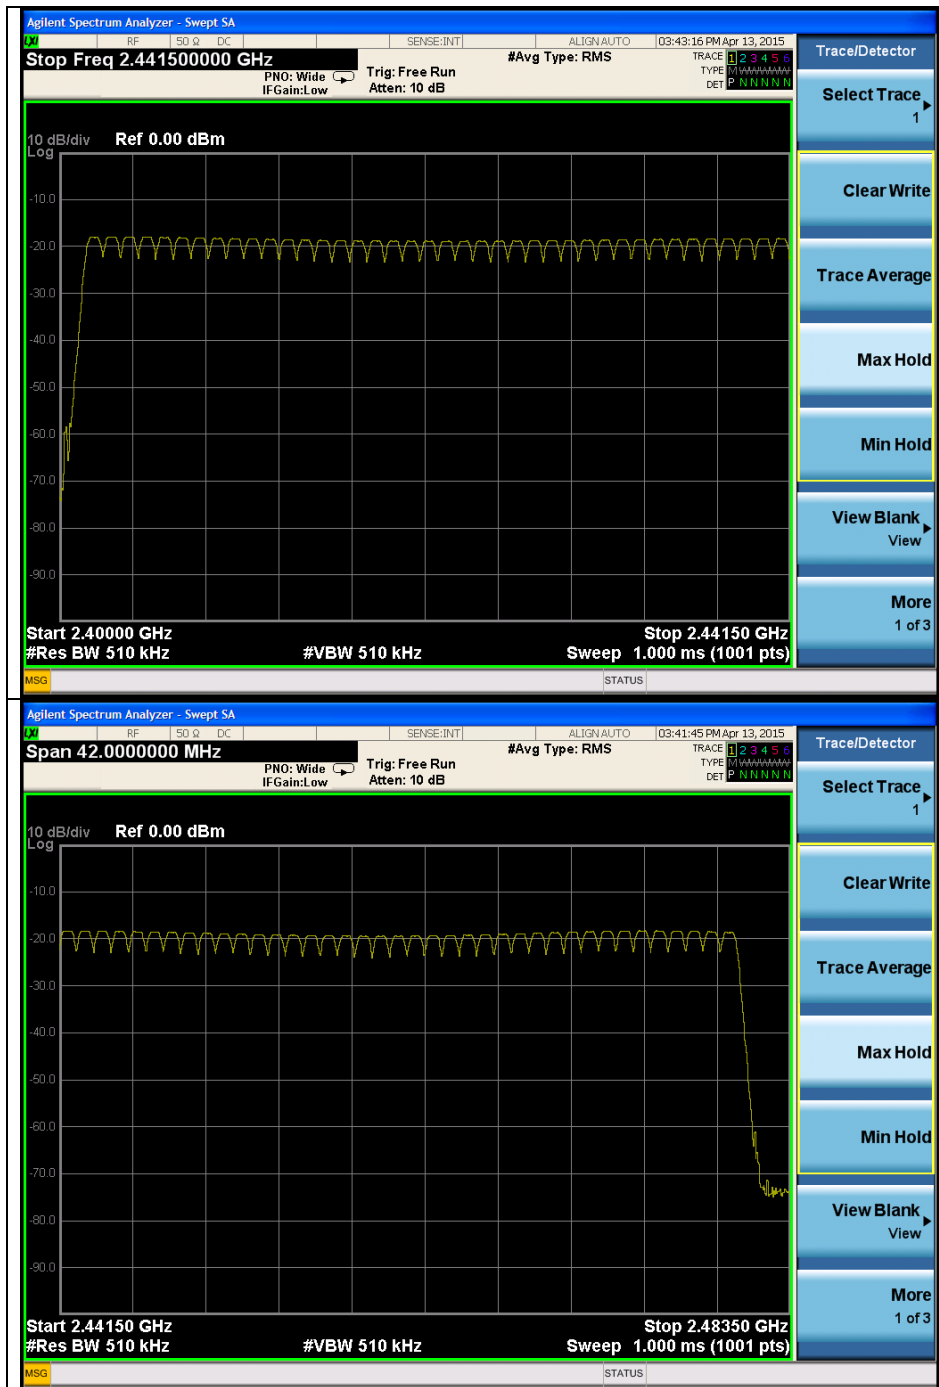 Agilent Spectrum Analyzer - Swept SA
LXI RF 50 Ω DC SENSE:INT ALIGN AUTO 03:43:16 PM Apr 13, 2015
Stop Freq 2.441500000 GHz
#Avg Type: RMS
TRACE 1 2 3 4 5 6
PNO: Wide
Trig: Free Run
TYPE M
IFGain:Low
Atten: 10 dB
DET P N N N N N
10 dB/div Ref 0.00 dBm
Log
-10.0
-20.0
-30.0
-40.0
-50.0
-60.0
-70.0
-80.0
-90.0
Start 2.40000 GHz Stop 2.44150 GHz
#Res BW 510 kHz #VBW 510 kHz Sweep 1.000 ms (1001 pts)
MSG STATUS
Trace/Detector
Select Trace
1
Clear Write
Trace Average
Max Hold
Min Hold
View Blank
View
More
1 of 3
Agilent Spectrum Analyzer - Swept SA
LXI RF 50 Ω DC SENSE:INT ALIGN AUTO 03:41:45 PM Apr 13, 2015
Span 42.0000000 MHz
#Avg Type: RMS
TRACE 1 2 3 4 5 6
PNO: Wide
Trig: Free Run
TYPE M
IFGain:Low
Atten: 10 dB
DET P N N N N N
10 dB/div Ref 0.00 dBm
Log
-10.0
-20.0
-30.0
-40.0
-50.0
-60.0
-70.0
-80.0
-90.0
Start 2.44150 GHz Stop 2.48350 GHz
#Res BW 510 kHz #VBW 510 kHz Sweep 1.000 ms (1001 pts)
MSG STATUS
Trace/Detector
Select Trace
1
Clear Write
Trace Average
Max Hold
Min Hold
View Blank
View
More
1 of 3